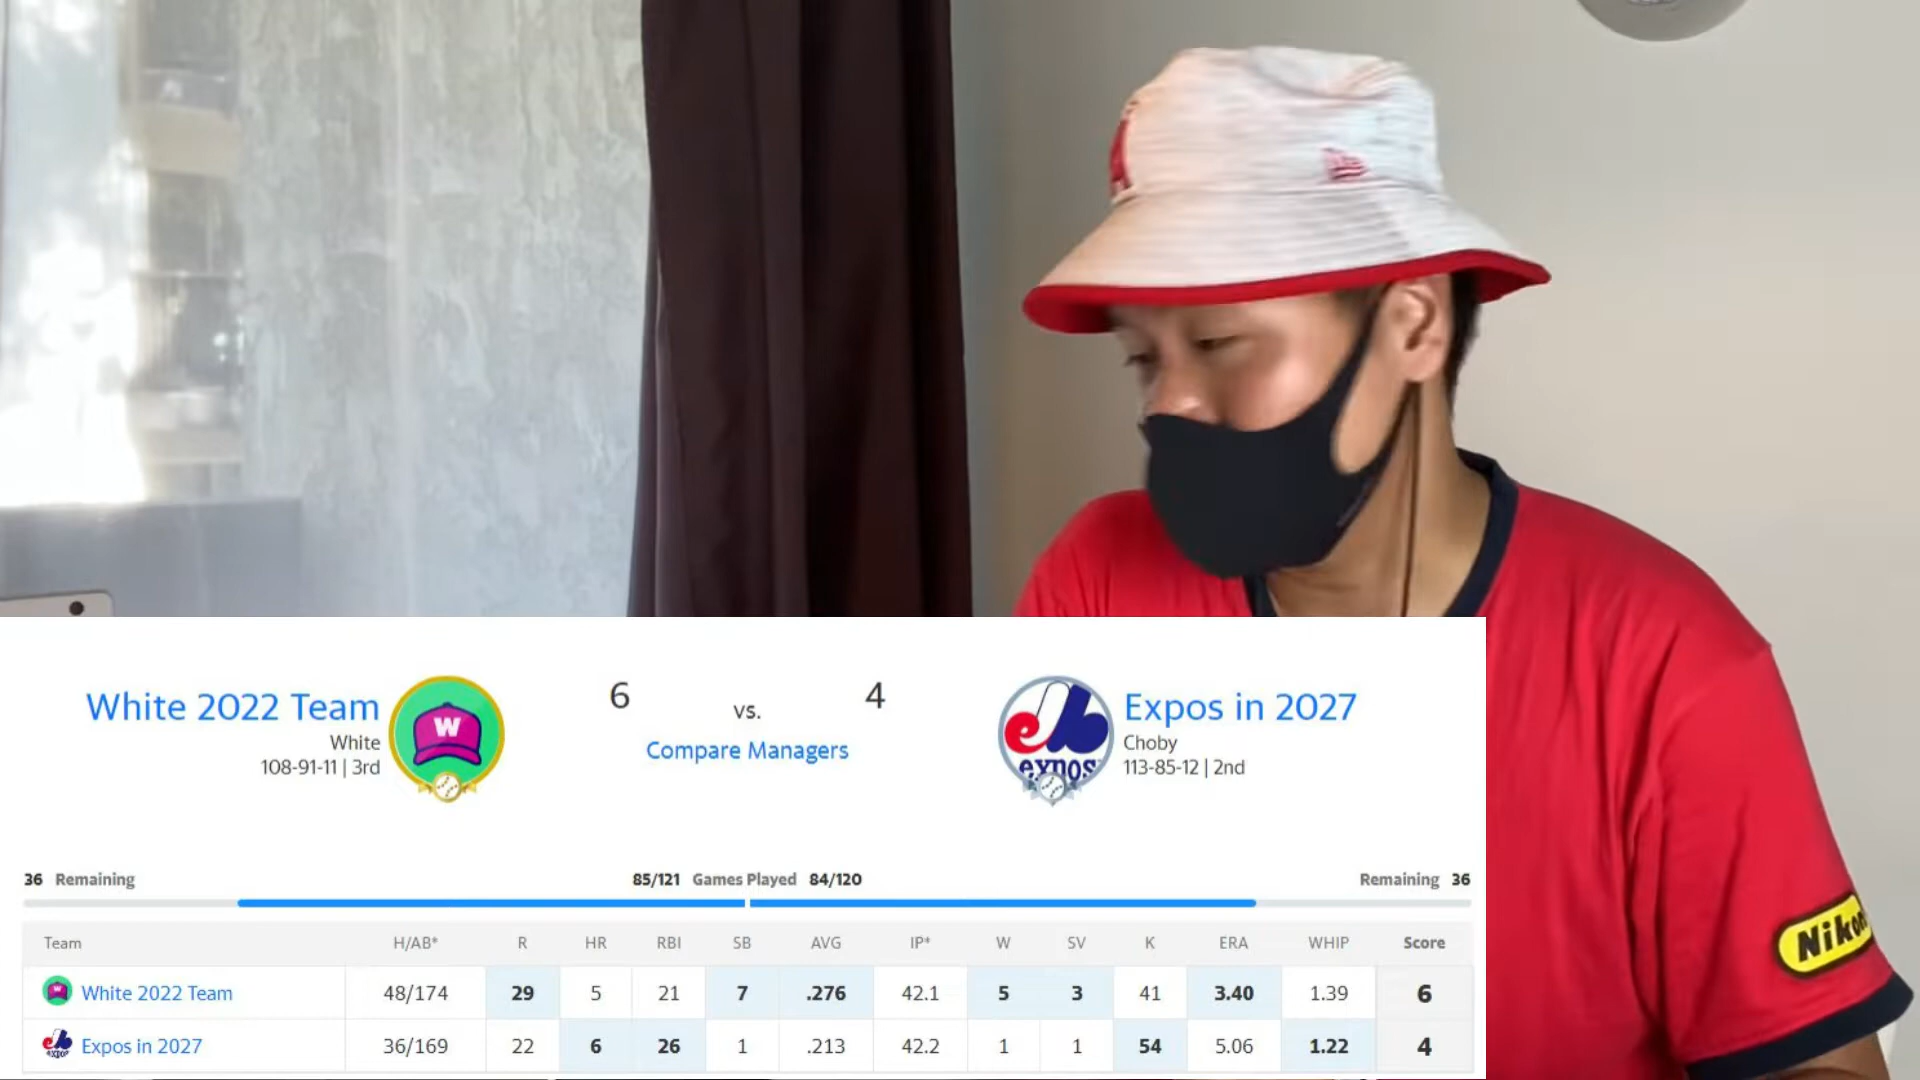 White 2022 Team
White
108-91-11 | 3rd
W
6
vs.
4
Compare Managers
expos
Expos in 2027
Choby
113-85-12 | 2nd
36 Remaining
85/121 Games Played 84/120
Remaining 36
Team H/AB* R HR RBI SB AVG IP* W SV K ERA WHIP Score
White 2022 Team 48/174 29 5 21 7 .276 42.1 5 3 41 3.40 1.39 6
Expos in 2027 36/169 22 6 26 1 .213 42.2 1 1 54 5.06 1.22 4
Nikon